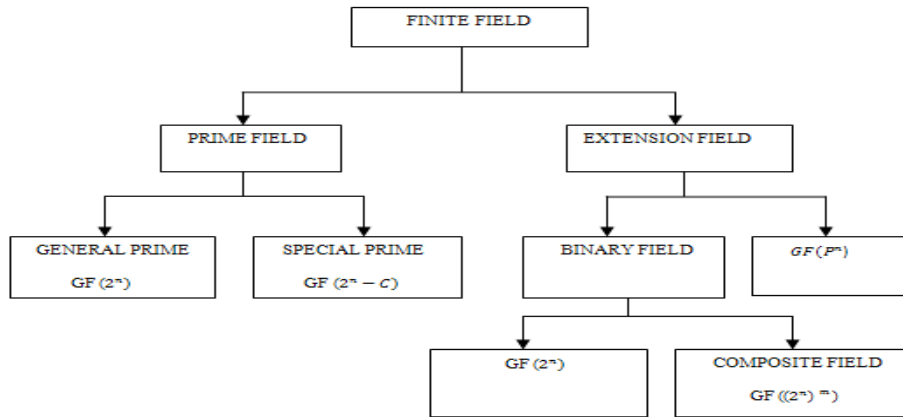 FINITE FIELD
PRIME FIELD
EXTENSION FIELD
GENERAL PRIME
GF (2ⁿ)
SPECIAL PRIME
GF (2ⁿ − C)
BINARY FIELD
GF(Pⁿ)
GF (2ⁿ)
COMPOSITE FIELD
GF ((2ⁿ) ᵐ)